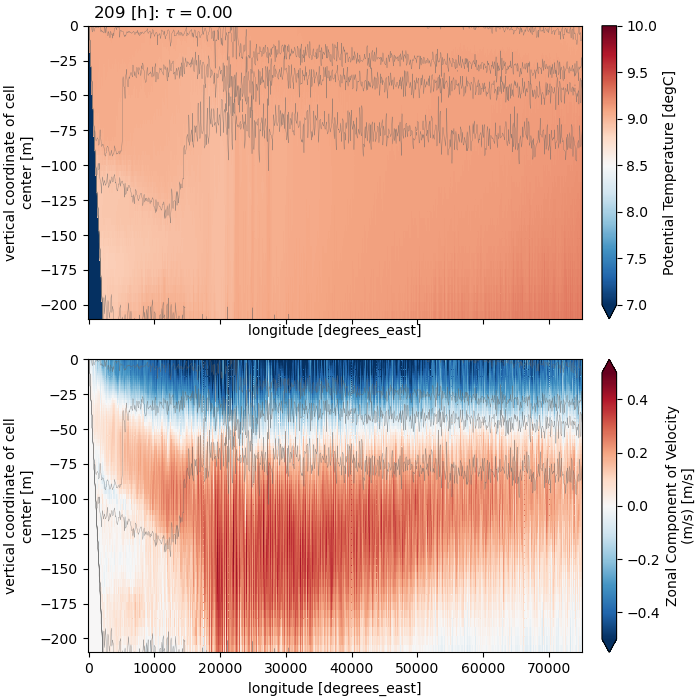 209 [h]: τ = 0.00
0
−25
−50
−75
−100
−125
−150
−175
−200
vertical coordinate of cell
center [m]
longitude [degrees_east]
10.0
9.5
9.0
8.5
8.0
7.5
7.0
Potential Temperature [degC]
0
−25
−50
−75
−100
−125
−150
−175
−200
vertical coordinate of cell
center [m]
0 10000 20000 30000 40000 50000 60000 70000
longitude [degrees_east]
0.4
0.2
0.0
−0.2
−0.4
Zonal Component of Velocity
(m/s) [m/s]